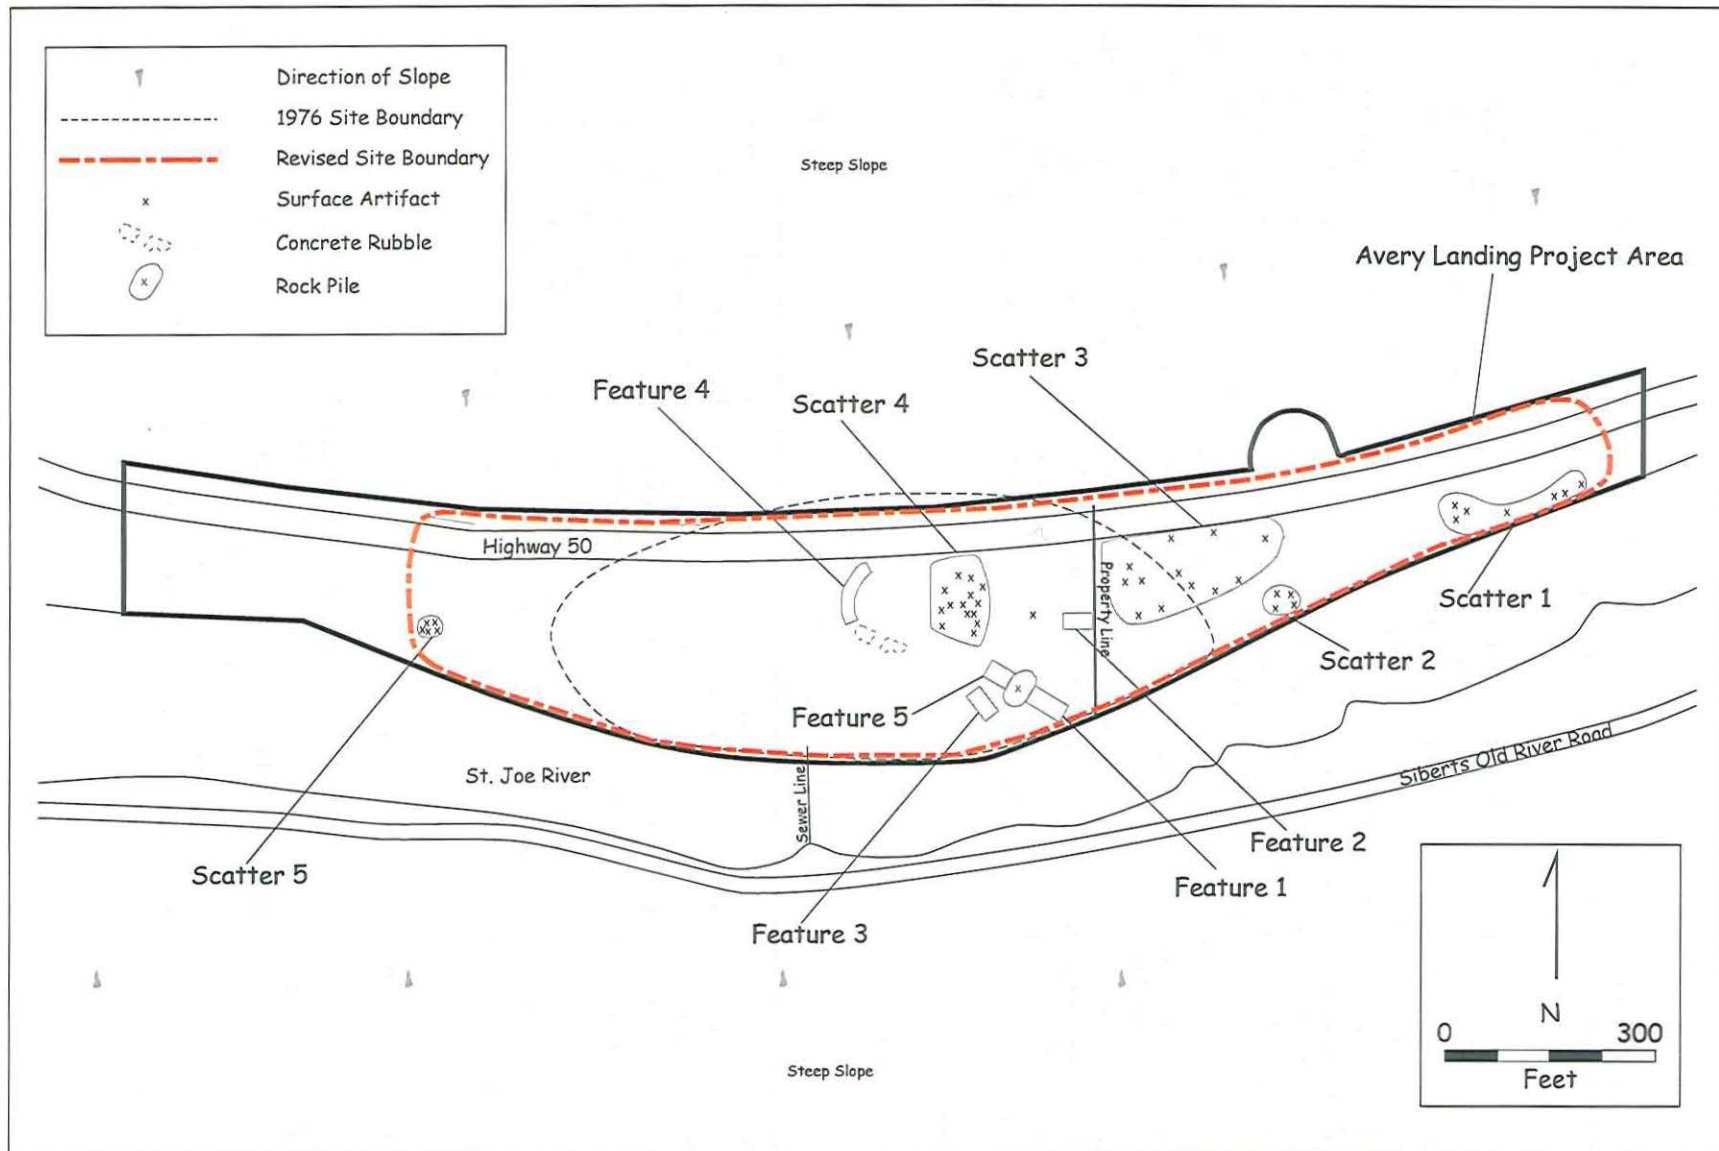 Direction of Slope
1976 Site Boundary
Revised Site Boundary
x
Surface Artifact
Concrete Rubble
x
Rock Pile
Steep Slope
Avery Landing Project Area
Scatter 3
Feature 4
Scatter 4
Highway 50
Property Line
Scatter 1
Scatter 2
Feature 5
St. Joe River
Sewer Line
Siberts Old River Road
Feature 2
Scatter 5
Feature 1
Feature 3
Steep Slope
N
0 300
Feet